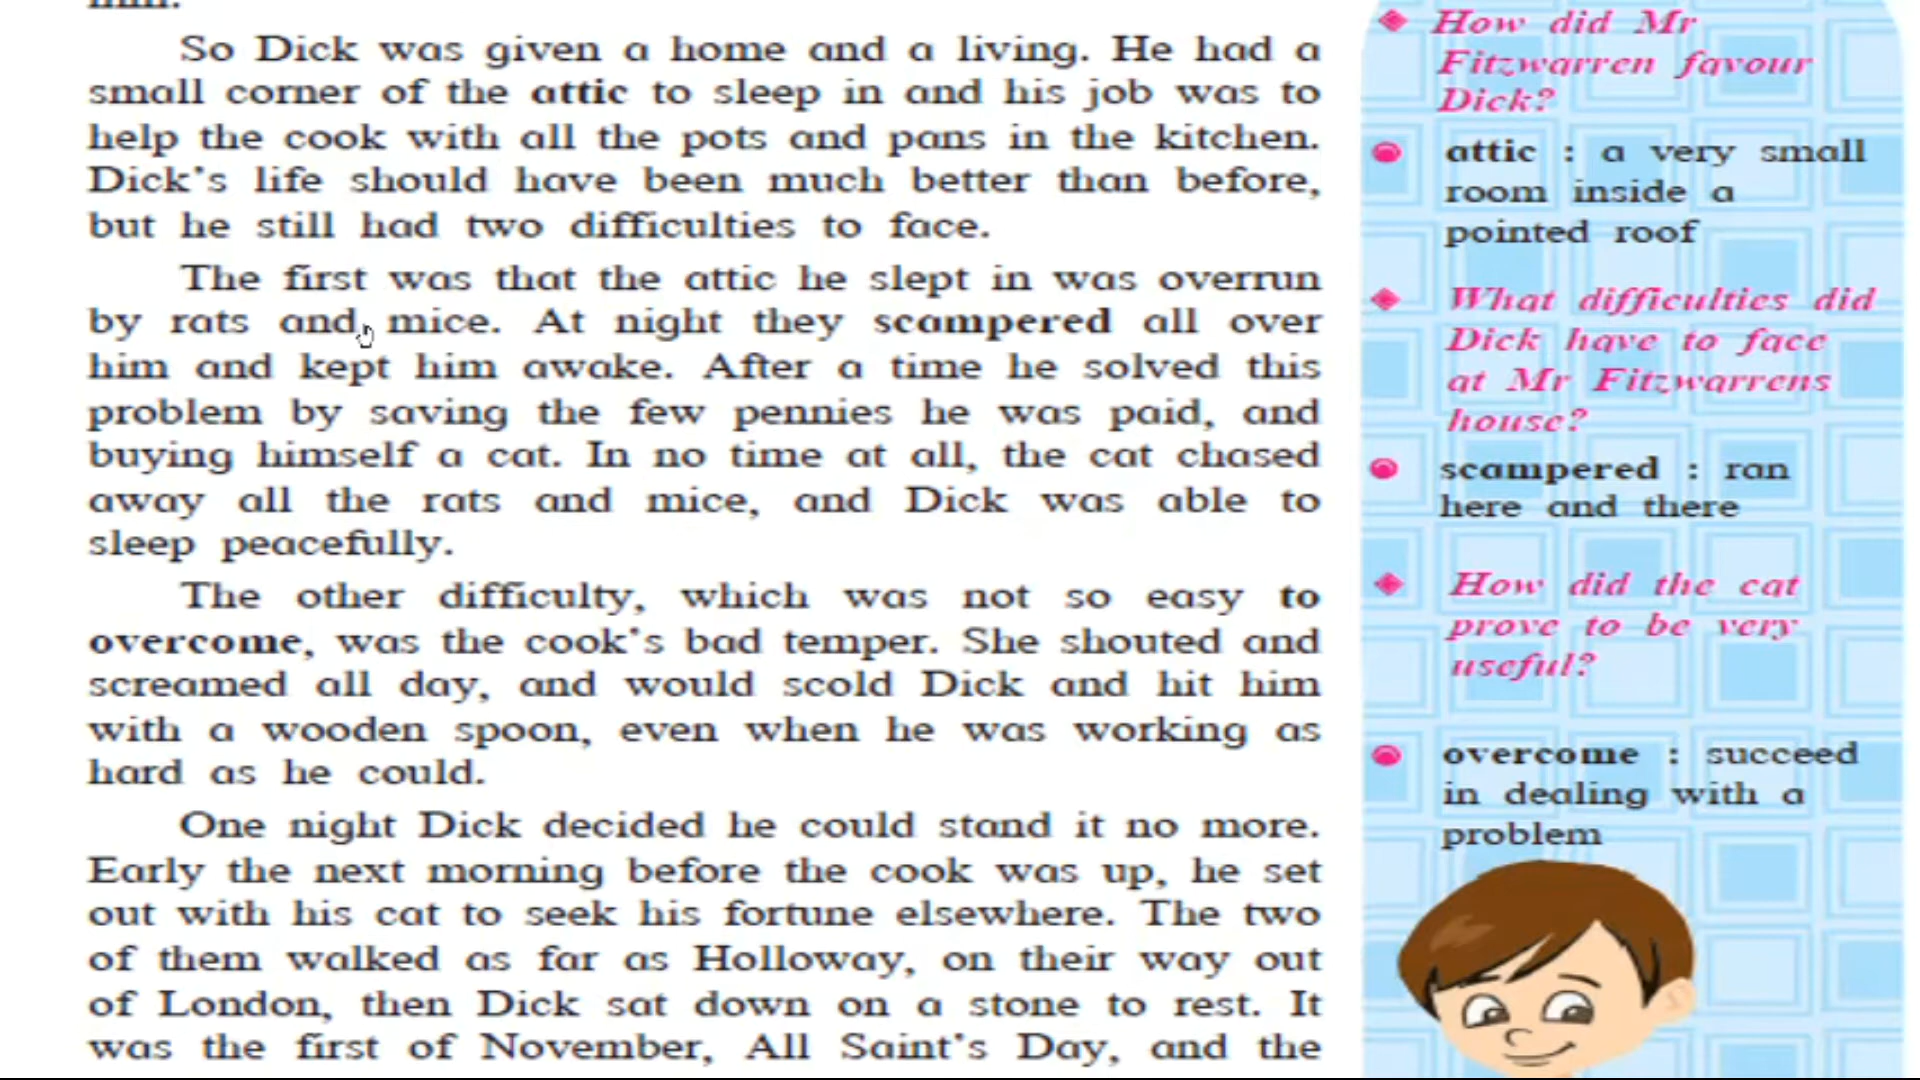 So Dick was given a home and a living. He had a
small corner of the attic to sleep in and his job was to
help the cook with all the pots and pans in the kitchen.
Dick's life should have been much better than before,
but he still had two difficulties to face.
The first was that the attic he slept in was overrun
by rats and mice. At night they scampered all over
him and kept him awake. After a time he solved this
problem by saving the few pennies he was paid, and
buying himself a cat. In no time at all, the cat chased
away all the rats and mice, and Dick was able to
sleep peacefully.
The other difficulty, which was not so easy to
overcome, was the cook's bad temper. She shouted and
screamed all day, and would scold Dick and hit him
with a wooden spoon, even when he was working as
hard as he could.
One night Dick decided he could stand it no more.
Early the next morning before the cook was up, he set
out with his cat to seek his fortune elsewhere. The two
of them walked as far as Holloway, on their way out
of London, then Dick sat down on a stone to rest. It
was the first of November, All Saint's Day, and the
How did Mr
Fitzwarren favour
Dick?
attic : a very small
room inside a
pointed roof
What difficulties did
Dick have to face
at Mr Fitzwarrens
house?
scampered : ran
here and there
How did the cat
prove to be very
useful?
overcome : succeed
in dealing with a
problem